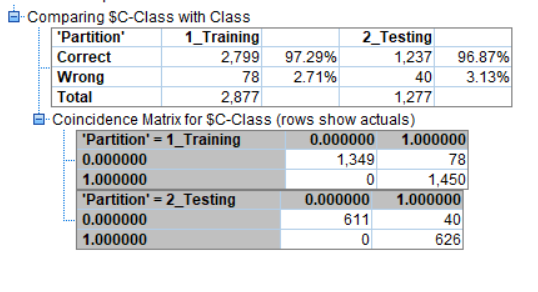 Comparing $C-Class with Class
'Partition' 1_Training 2_Testing
Correct 2,799 97.29% 1,237 96.87%
Wrong 78 2.71% 40 3.13%
Total 2,877 1,277
Coincidence Matrix for $C-Class (rows show actuals)
'Partition' = 1_Training 0.000000 1.000000
0.000000 1,349 78
1.000000 0 1,450
'Partition' = 2_Testing 0.000000 1.000000
0.000000 611 40
1.000000 0 626